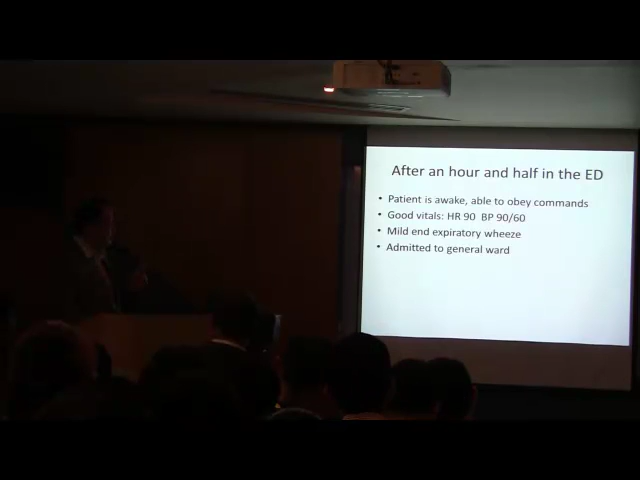 After an hour and half in the ED
• Patient is awake, able to obey commands
• Good vitals: HR 90 BP 90/60
• Mild end expiratory wheeze
• Admitted to general ward